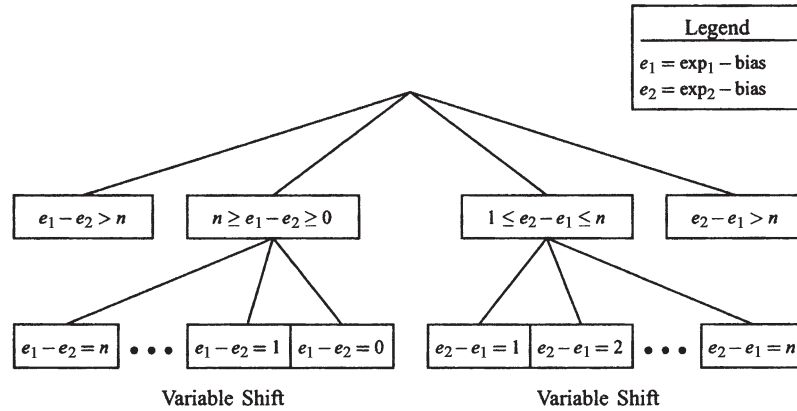 Legend
e₁ = exp₁ – bias
e₂ = exp₂ – bias
e₁ – e₂ > n
n ≥ e₁ – e₂ ≥ 0
1 ≤ e₂ – e₁ ≤ n
e₂ – e₁ > n
e₁ – e₂ = n
e₁ – e₂ = 1
e₁ – e₂ = 0
e₂ – e₁ = 1
e₂ – e₁ = 2
e₂ – e₁ = n
Variable Shift
Variable Shift